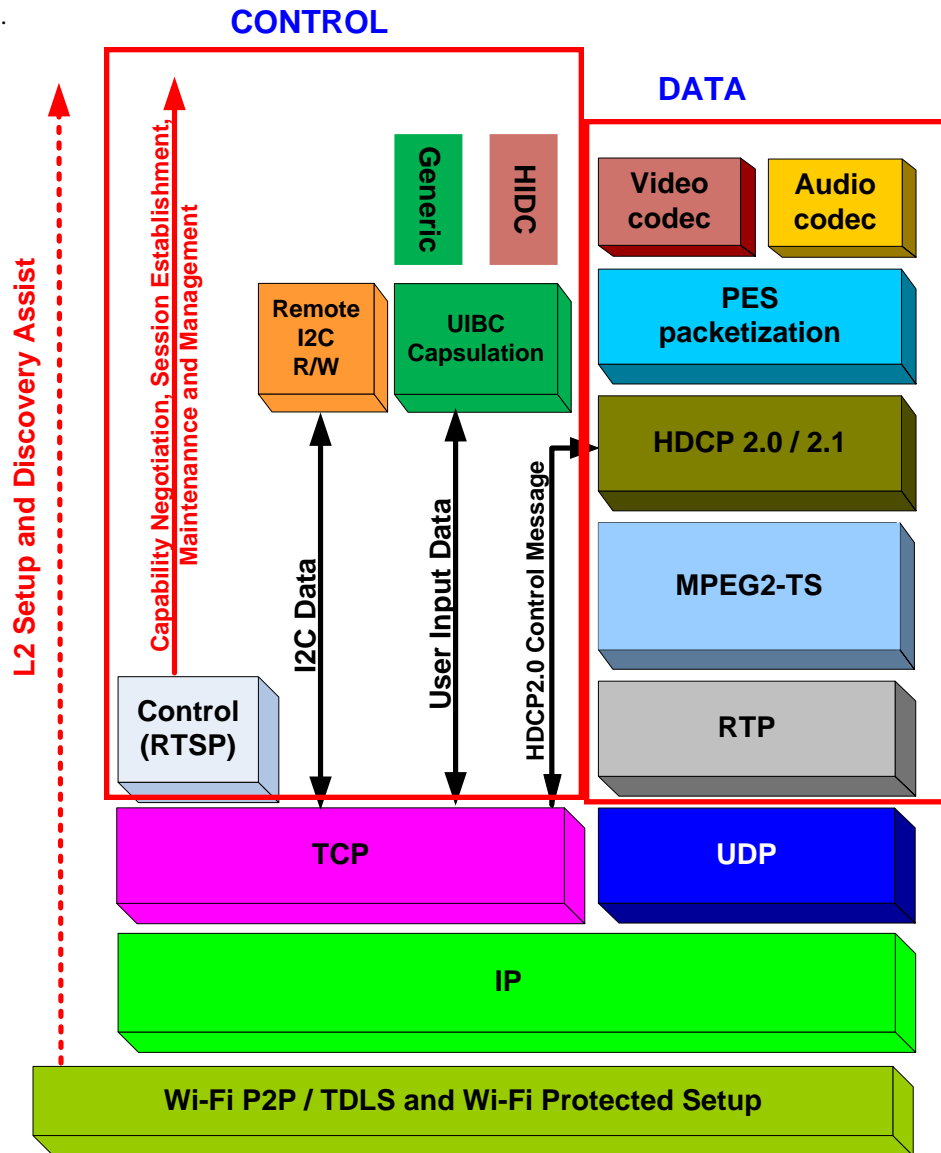 .
CONTROL
DATA
L2 Setup and Discovery Assist
Capability Negotiation, Session Establishment,
Maintenannce and Management
Generic
HIDC
Video
codec
Audio
codec
Remote
I2C
R/W
UIBC
Capsulation
PES
packetization
HDCP 2.0 / 2.1
I2C Data
User Input Data
HDCP2.0 Control Message
MPEG2-TS
Control
(RTSP)
RTP
TCP
UDP
IP
Wi-Fi P2P / TDLS and Wi-Fi Protected Setup